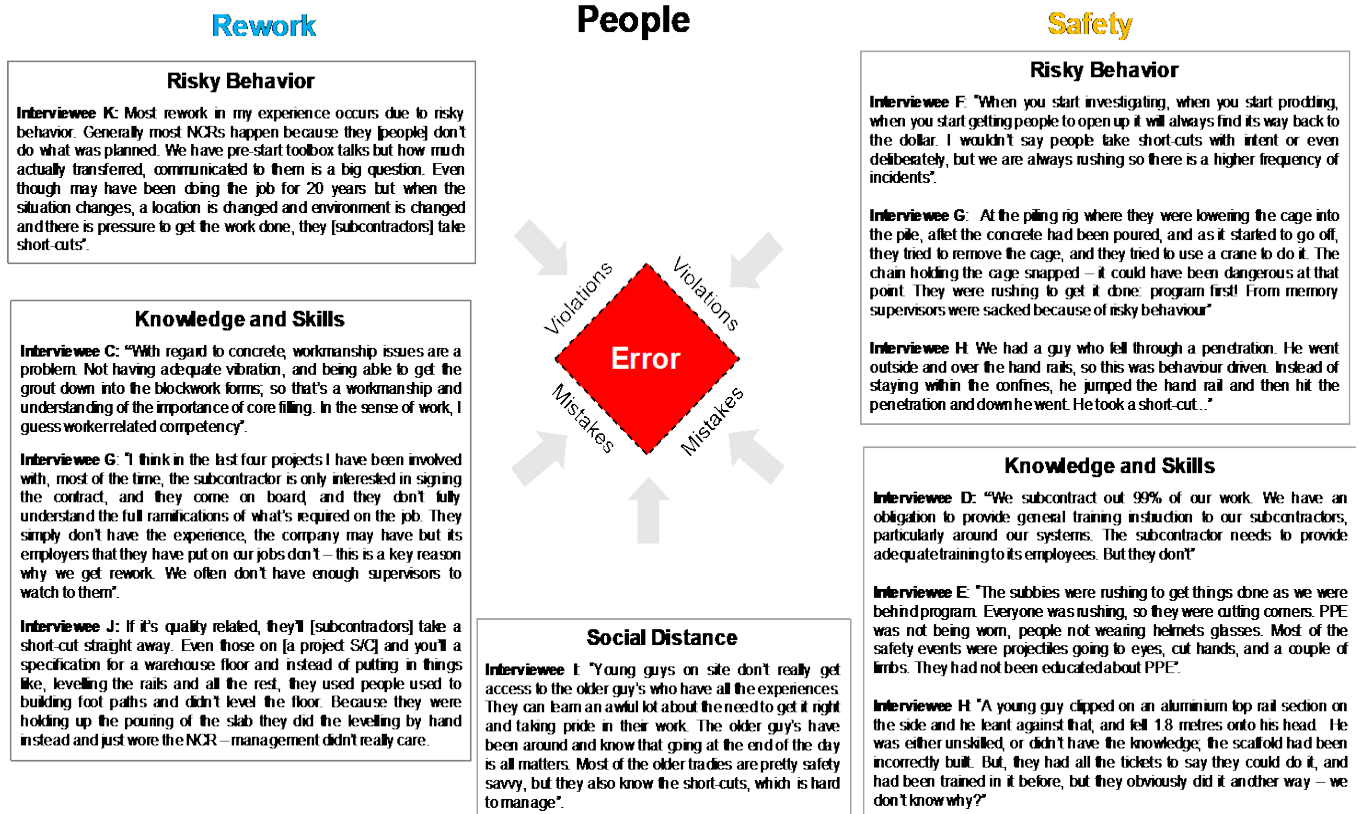 People
Rework
Safety
Risky Behavior
Interviewee K: Most rework in my experience occurs due to risky
behavior. Generally most NCRs happen because they [people] don't
do what was planned. We have pre-start toolbox talks but how much
actually transferred, communicated to them is a big question. Even
though may have been doing the job for 20 years but when the
situation changes, a location is changed and environment is changed
and there is pressure to get the work done, they [subcontractors] take
short-cuts".
Knowledge and Skills
Interviewee C: "With regard to concrete, workmanship issues are a
problem. Not having adequate vibration, and being able to get the
grout down into the blockwork forms; so that's a workmanship and
understanding of the importance of core filling. In the sense of work, I
guess worker related competency".
Interviewee G: "I think in the last four projects I have been involved
with, most of the time, the subcontractor is only interested in signing
the contract, and they come on board, and they don't fully
understand the full ramifications of what's required on the job. They
simply don't have the experience, the company may have but its
employers that they have put on our jobs don't – this is a key reason
why we get rework. We often don't have enough supervisors to
watch to them".
Interviewee J: If it's quality related, they'll [subcontractors] take a
short-cut straight away. Even those on [a project S/C] and you'll a
specification for a warehouse floor and instead of putting in things
like, levelling the rails and all the rest, they used people used to
building foot paths and didn't level the floor. Because they were
holding up the pouring of the slab they did the levelling by hand
instead and just wore the NCR – management didn't really care.
Violations
Violations
Error
Mistakes
Mistakes
Social Distance
Interviewee I: "Young guys on site don't really get
access to the older guy's who have all the experiences.
They can learn an awful lot about the need to get it right
and taking pride in their work. The older guy's have
been around and know that going at the end of the day
is all matters. Most of the older tradies are pretty safety
savvy, but they also know the short-cuts, which is hard
to manage".
Risky Behavior
Interviewee F: "When you start investigating, when you start prodding,
when you start getting people to open up it will always find its way back to
the dollar. I wouldn't say people take short-cuts with intent or even
deliberately, but we are always rushing so there is a higher frequency of
incidents".
Interviewee G: At the piling rig where they were lowering the cage into
the pile, aftet the concrete had been poured, and as it started to go off,
they tried to remove the cage, and they tried to use a crane to do it. The
chain holding the cage snapped – it could have been dangerous at that
point. They were rushing to get it done: program first! From memory
supervisors were sacked because of risky behaviour"
Interviewee H: We had a guy who fell through a penetration. He went
outside and over the hand rails, so this was behaviour driven. Instead of
staying within the confines, he jumped the hand rail and then hit the
penetration and down he went. He took a short-cut..."
Knowledge and Skills
Interviewee D: "We subcontract out 99% of our work. We have an
obligation to provide general training instuction to our subcontractors,
particularly around our systems. The subcontractor needs to provide
adequate training to its employees. But they don't"
Interviewee E: "The subbies were rushing to get things done as we were
behind program. Everyone was rushing, so they were cutting corners. PPE
was not being worn, people not wearing helmets glasses. Most of the
safety events were projectiles going to eyes, cut hands, and a couple of
limbs. They had not been educated about PPE".
Interviewee H: "A young guy clipped on an aluminium top rail section on
the side and he leant against that, and fell 1.8 metres onto his head. He
was either unskilled, or didn't have the knowledge; the scaffold had been
incorrectly built. But, they had all the tickets to say they could do it, and
had been trained in it before, but they obviously did it another way – we
don't know why?"